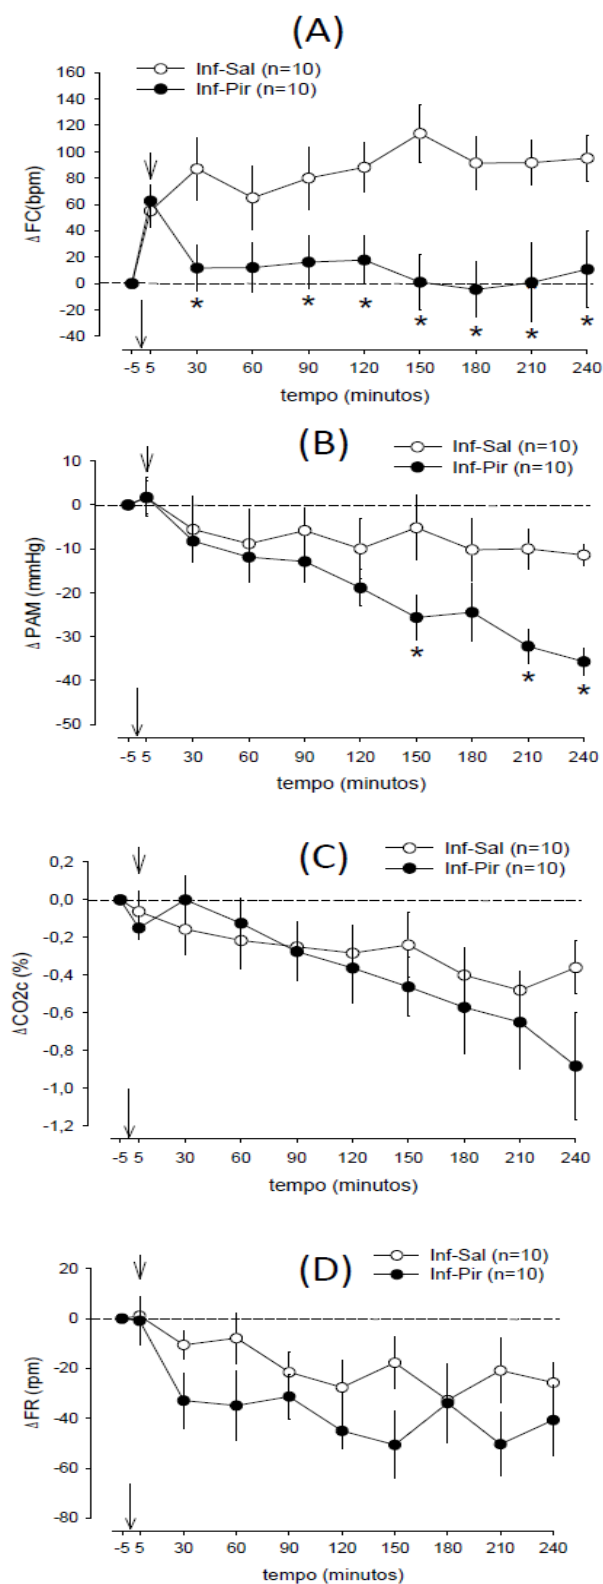 (A)
Inf-Sal (n=10)
Inf-Pir (n=10)
160
140
120
100
80
60
40
20
0
-20
-40
Δ FC(bpm)
* * * * * * *
-5 5 30 60 90 120 150 180 210 240
tempo (minutos)
(B)
Inf-Sal (n=10)
Inf-Pir (n=10)
10
0
-10
-20
-30
-40
-50
Δ PAM (mmHg)
* * *
-5 5 30 60 90 120 150 180 210 240
tempo (minutos)
(C)
Inf-Sal (n=10)
Inf-Pir (n=10)
0,2
0,0
-0,2
-0,4
-0,6
-0,8
-1,0
-1,2
ΔCO2c (%)
-5 5 30 60 90 120 150 180 210 240
tempo (minutos)
(D)
Inf-Sal (n=10)
Inf-Pir (n=10)
20
0
-20
-40
-60
-80
ΔFR (rpm)
-5 5 30 60 90 120 150 180 210 240
tempo (minutos)